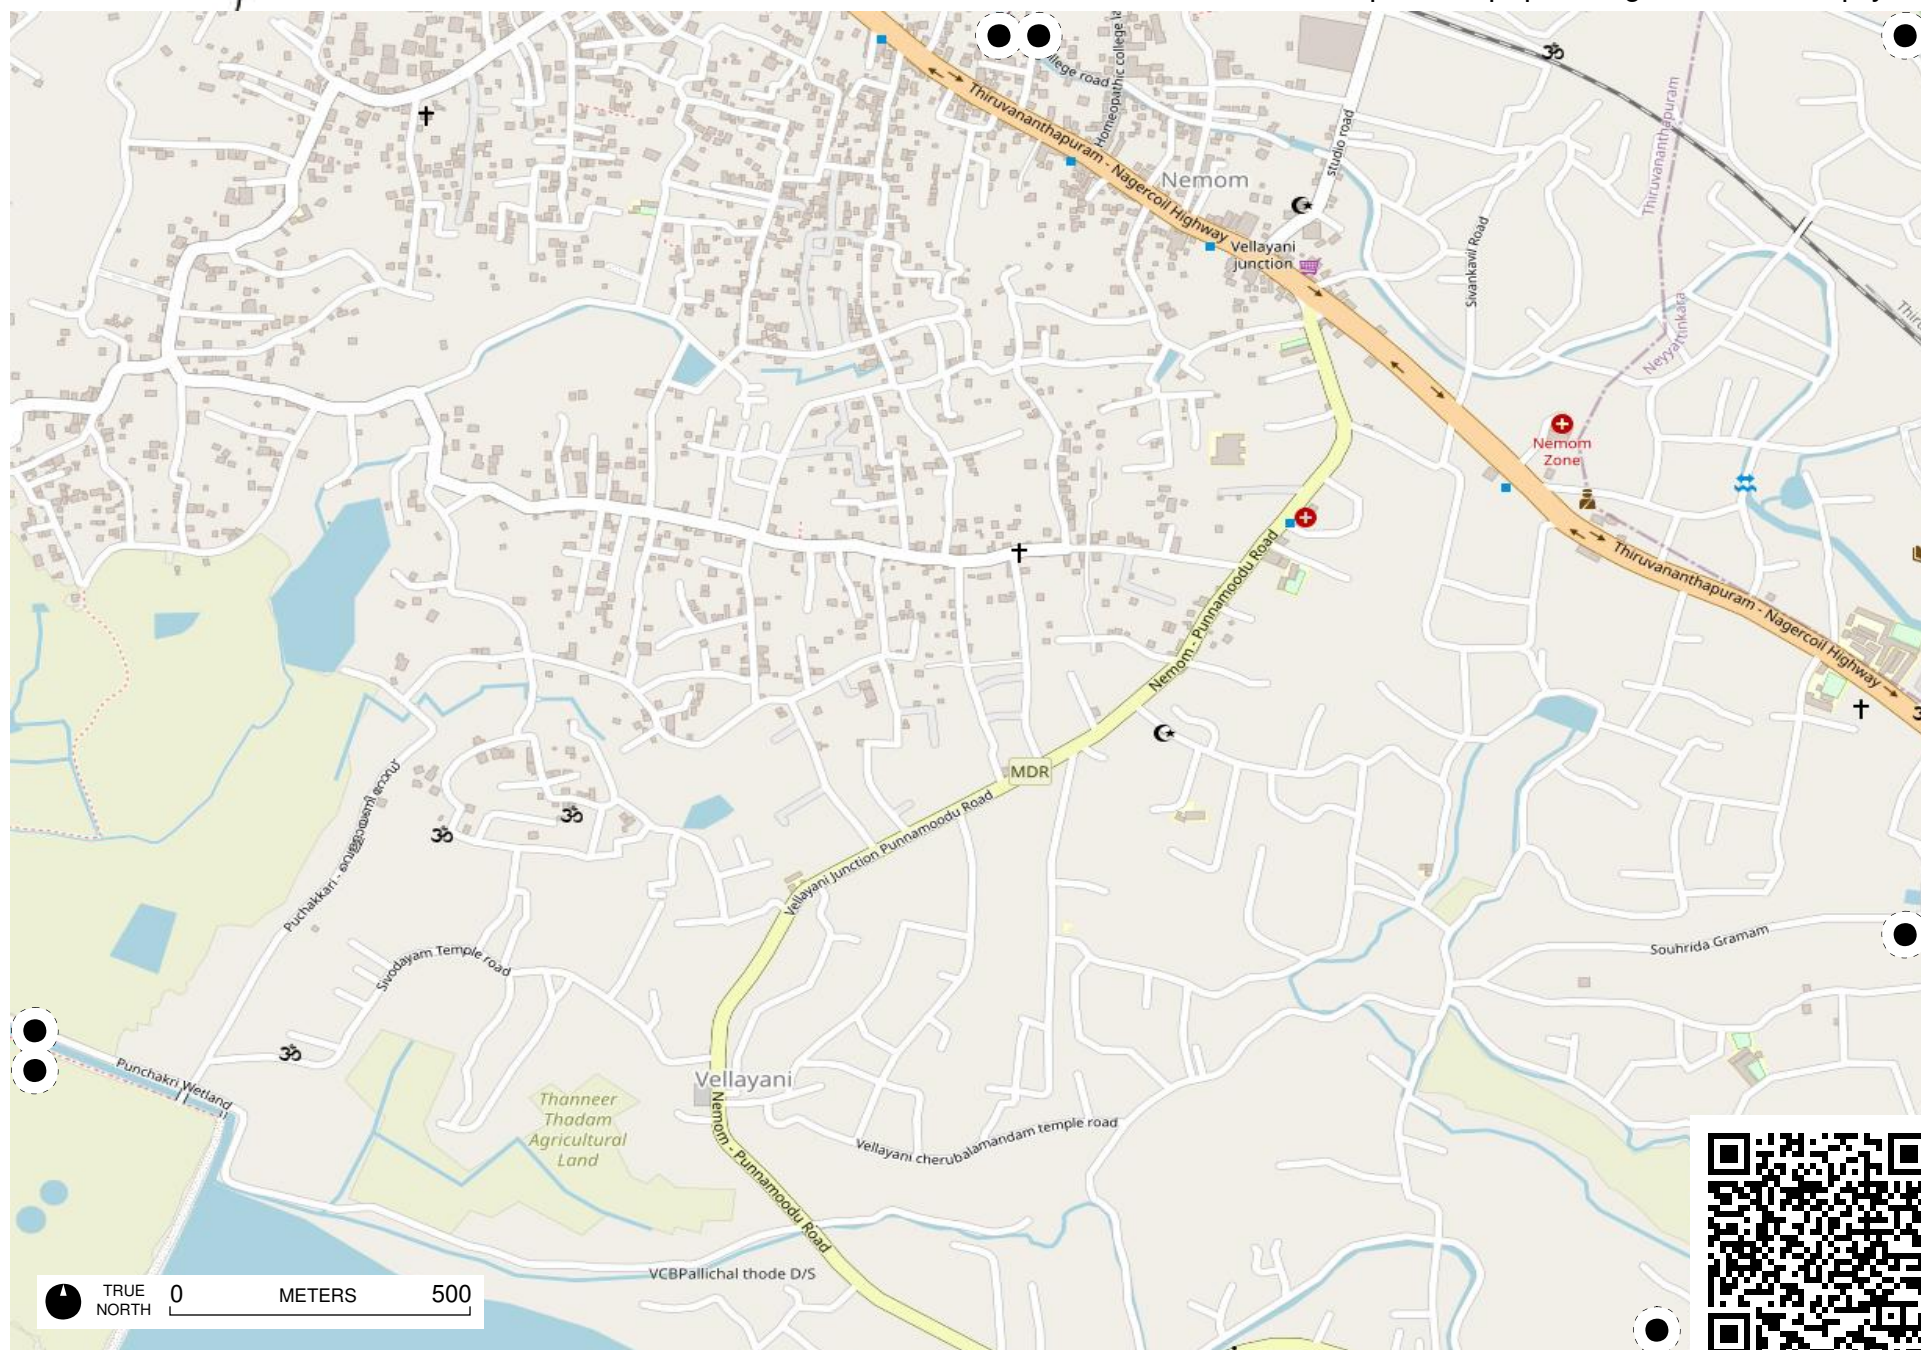 Thiruvananthapuram - Nagercoil Highway
Homeopathic college la
ollege road
Nemom
studio road
Vellayani
junction
Sivankavil Road
Thiruvananthapuram
Neyyattinkara
Nemom
Zone
Thiruvananthapuram - Nagercoil Highway
Nemom - Punnamoodu Road
MDR
Vellayani Junction Punnamoodu Road
Puchakkari -
Sivodayam Temple road
Souhrida Gramam
Punchakri Wetland
Vellayani
Thanneer
Thadam
Agricultural
Land
Vellayani cherubalamandam temple road
Nemom - Punnamoodu Road
VCBPallichal thode D/S
TRUE
NORTH
0 METERS 500